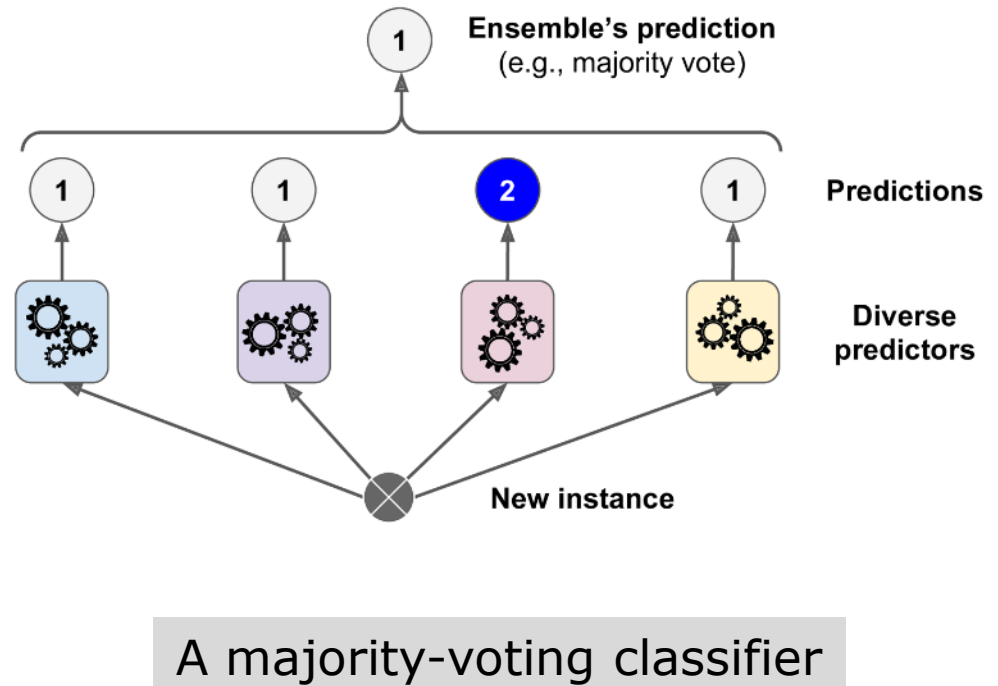 1
Ensemble's prediction
(e.g., majority vote)
1
1
2
1
Predictions
Diverse
predictors
New instance
A majority-voting classifier